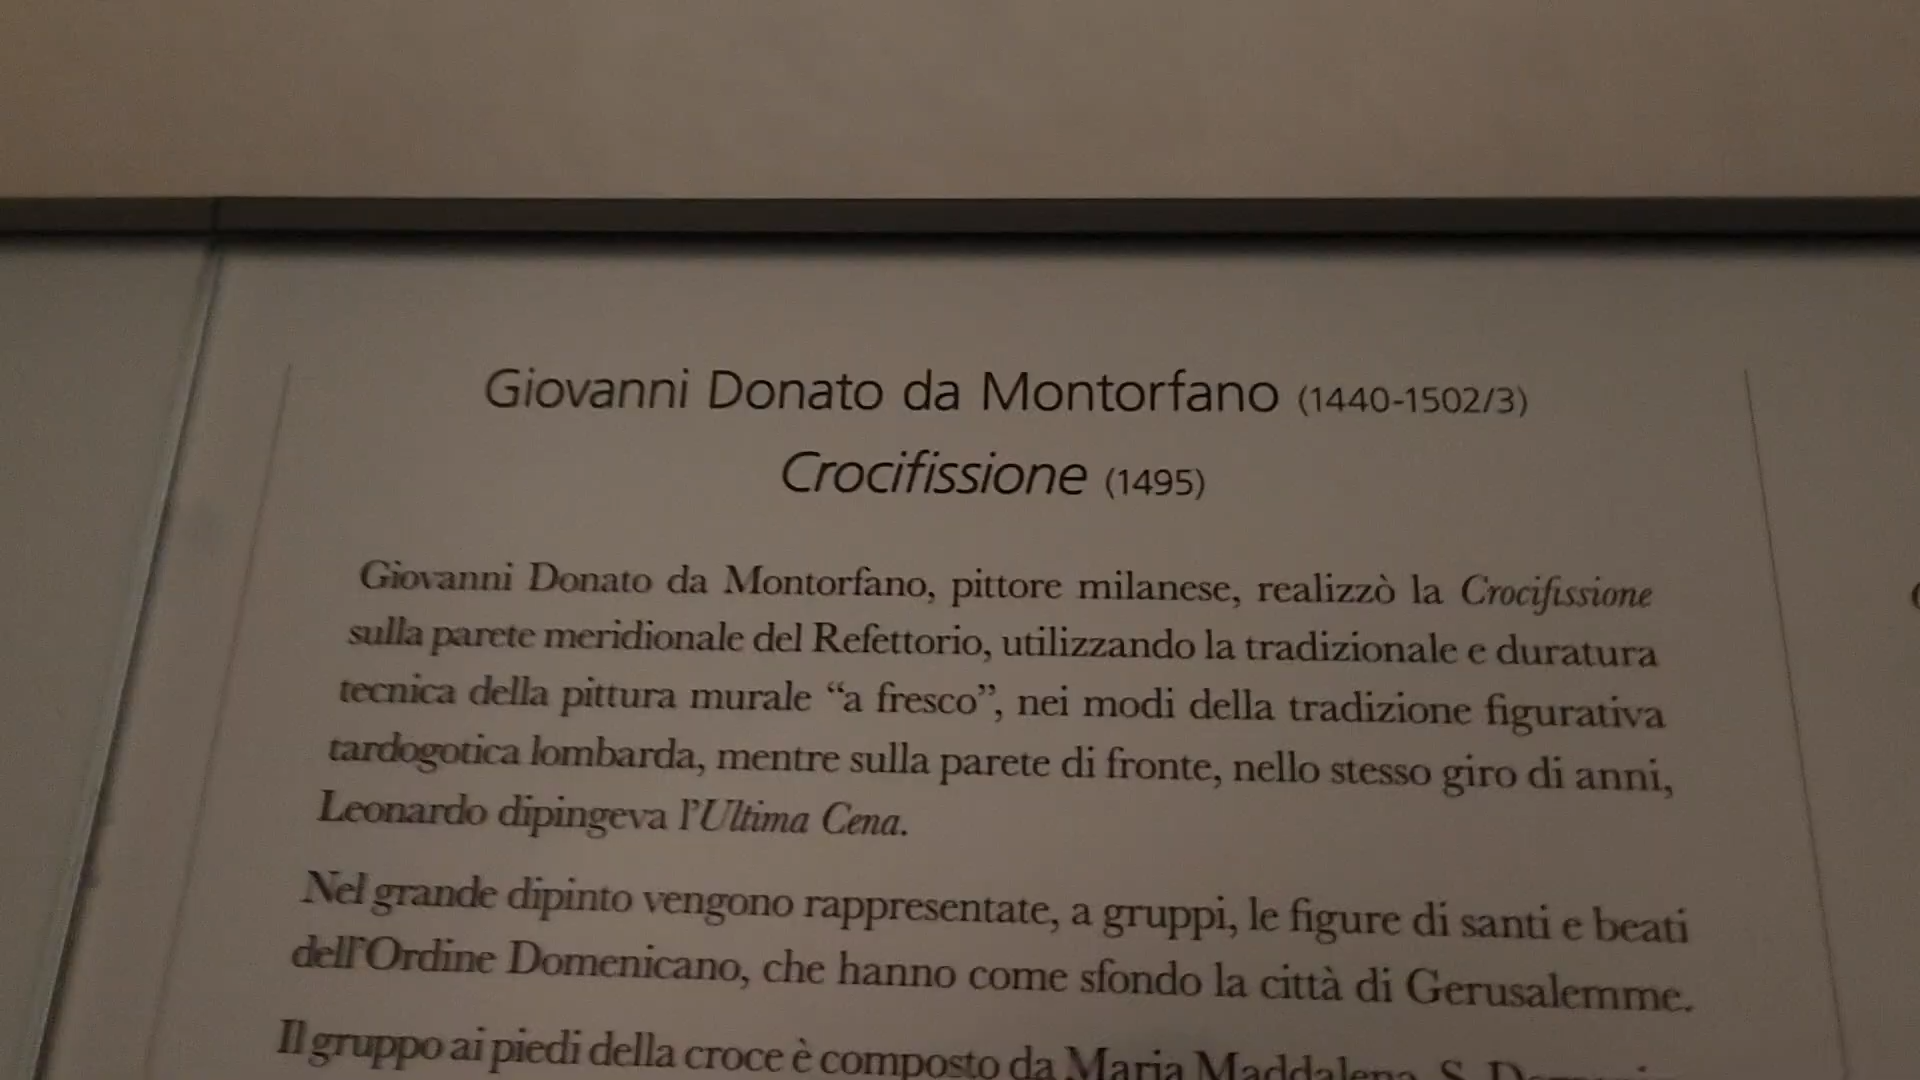 Giovanni Donato da Montorfano (1440-1502/3)
Crocifissione (1495)
Giovanni Donato da Montorfano, pittore milanese, realizzò la Crocifissione
sulla parete meridionale del Refettorio, utilizzando la tradizionale e duratura
tecnica della pittura murale “a fresco”, nei modi della tradizione figurativa
tardogotica lombarda, mentre sulla parete di fronte, nello stesso giro di anni,
Leonardo dipingeva l’Ultima Cena.
Nel grande dipinto vengono rappresentate, a gruppi, le figure di santi e beati
dell’Ordine Domenicano, che hanno come sfondo la città di Gerusalemme.
Il gruppo ai piedi della croce è composto da Maria Maddalena, S.